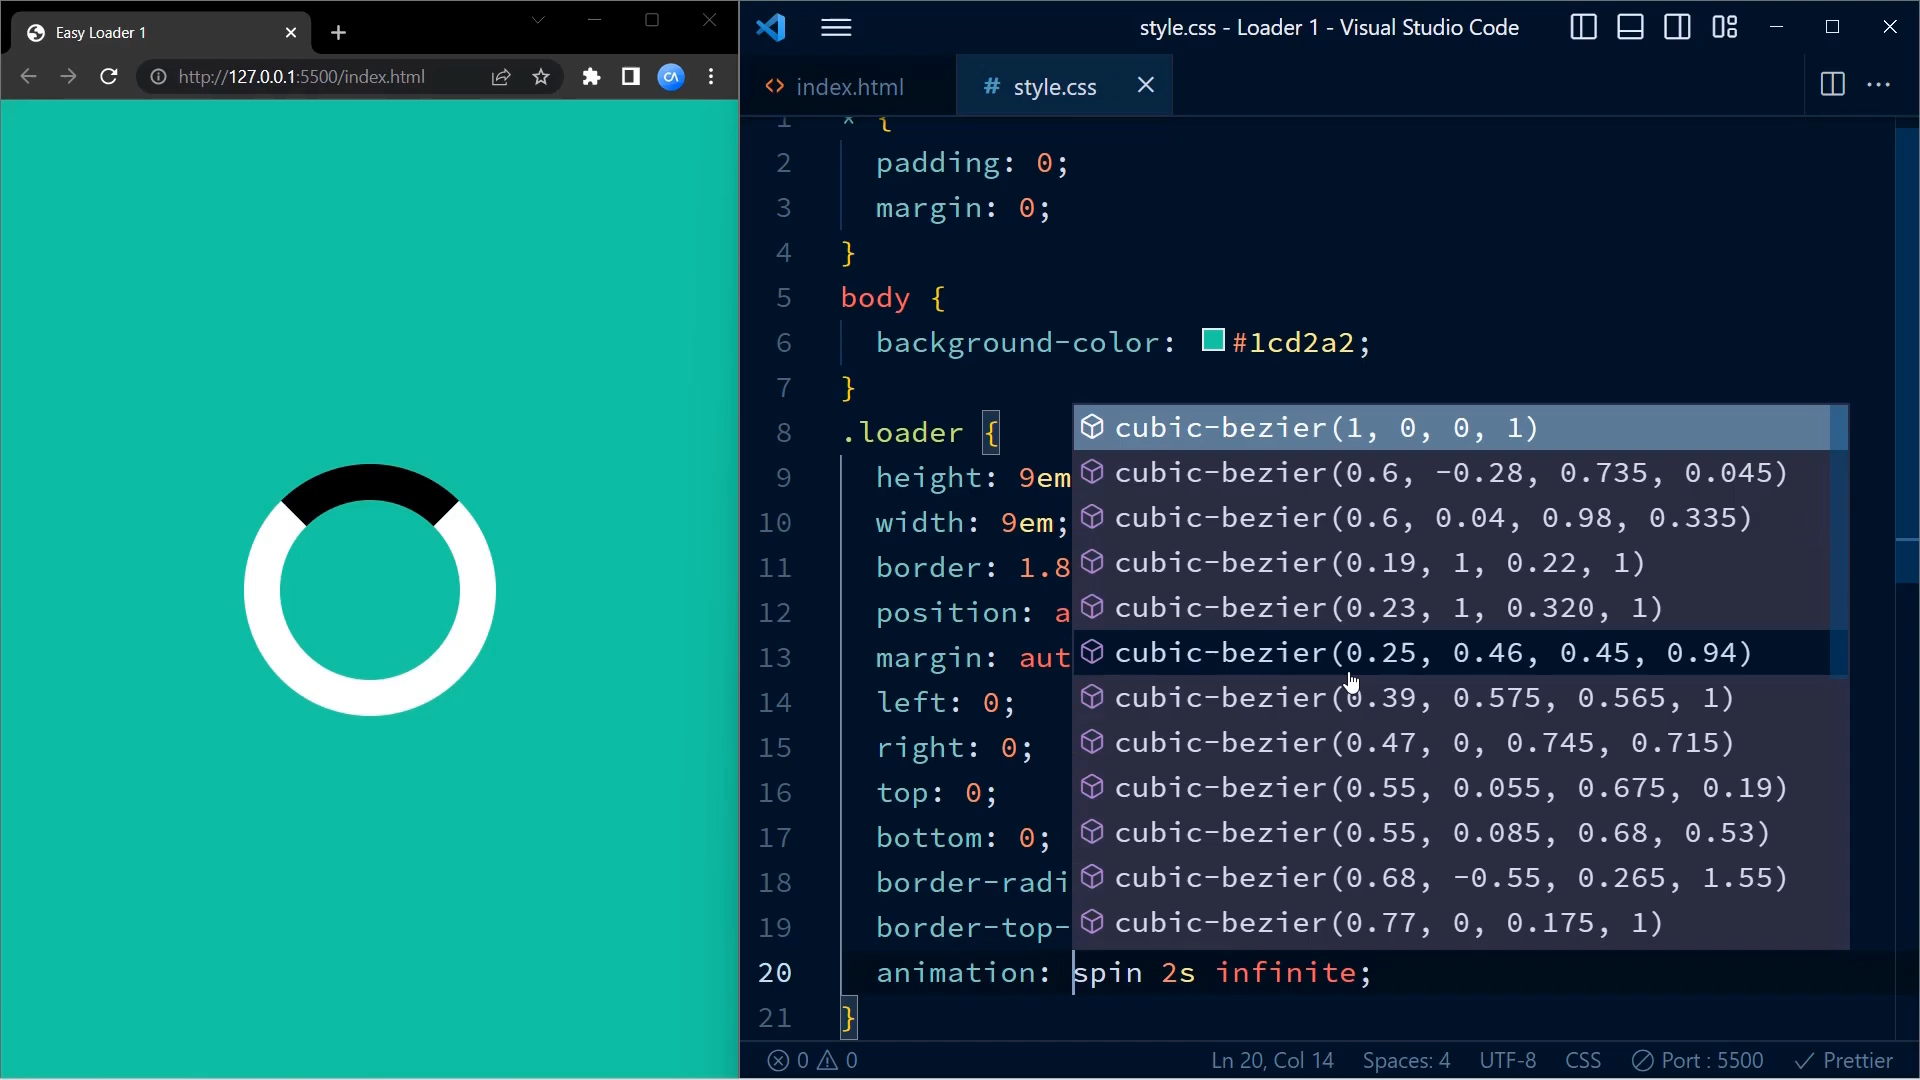 Easy Loader 1
http://127.0.0.1:5500/index.html
style.css - Loader 1 - Visual Studio Code
<> index.html
# style.css
1 * {
2 padding: 0;
3 margin: 0;
4 }
5 body {
6 background-color: #1cd2a2;
7 }
8 .loader {
9 height: 9em
10 width: 9em;
11 border: 1.8
12 position: a
13 margin: aut
14 left: 0;
15 right: 0;
16 top: 0;
17 bottom: 0;
18 border-radi
19 border-top-
20 animation: spin 2s infinite;
21 }
cubic-bezier(1, 0, 0, 1)
cubic-bezier(0.6, -0.28, 0.735, 0.045)
cubic-bezier(0.6, 0.04, 0.98, 0.335)
cubic-bezier(0.19, 1, 0.22, 1)
cubic-bezier(0.23, 1, 0.320, 1)
cubic-bezier(0.25, 0.46, 0.45, 0.94)
cubic-bezier(0.39, 0.575, 0.565, 1)
cubic-bezier(0.47, 0, 0.745, 0.715)
cubic-bezier(0.55, 0.055, 0.675, 0.19)
cubic-bezier(0.55, 0.085, 0.68, 0.53)
cubic-bezier(0.68, -0.55, 0.265, 1.55)
cubic-bezier(0.77, 0, 0.175, 1)
0 0 Ln 20, Col 14 Spaces: 4 UTF-8 CSS Port : 5500 Prettier